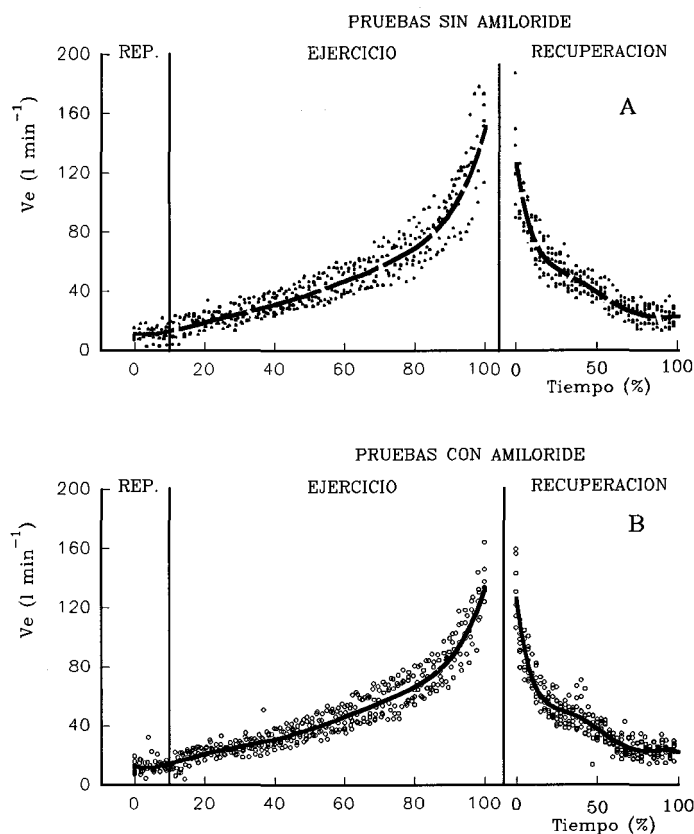 PRUEBAS SIN AMILORIDE
REP. EJERCICIO RECUPERACION
A
Ve (l min⁻¹)
200
160
120
80
40
0
0 20 40 60 80 100 0 50 100
Tiempo (%)
PRUEBAS CON AMILORIDE
REP. EJERCICIO RECUPERACION
B
Ve (l min⁻¹)
200
160
120
80
40
0
0 20 40 60 80 100 0 50 100
Tiempo (%)